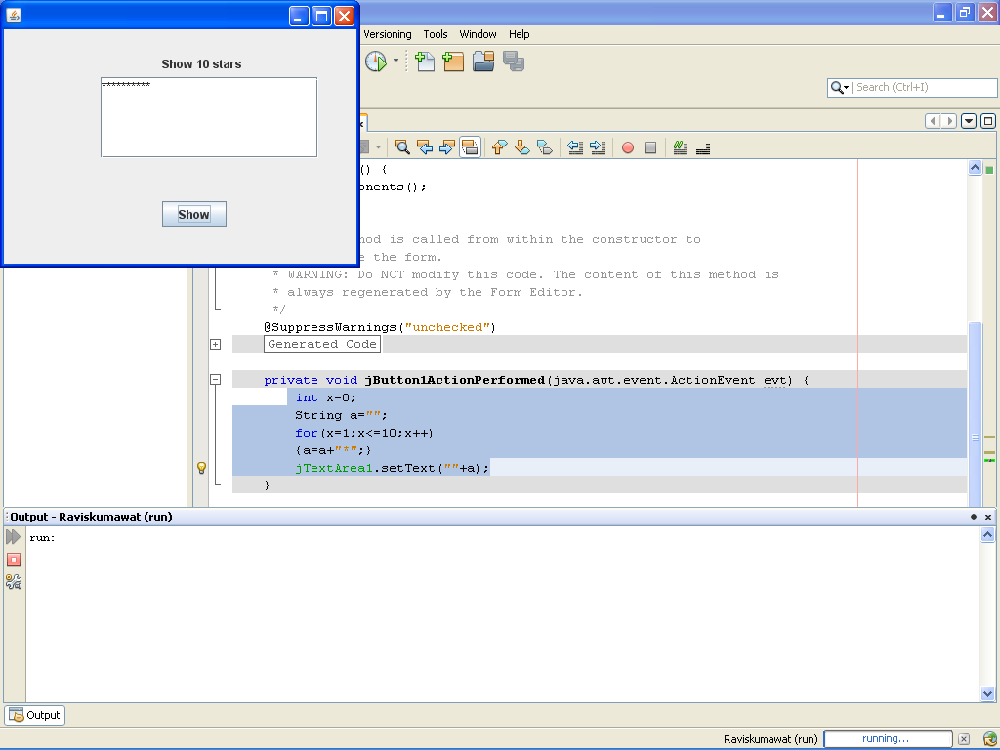 Versioning Tools Window Help
Show 10 stars
**********
Show
Search (Ctrl+I)
() {
onents();
nod is called from within the constructor to
e the form.
* WARNING: Do NOT modify this code. The content of this method is
* always regenerated by the Form Editor.
*/
@SuppressWarnings("unchecked")
Generated Code
private void jButton1ActionPerformed(java.awt.event.ActionEvent evt) {
int x=0;
String a="";
for(x=1;x<=10;x++)
{a=a+"*";}
jTextArea1.setText(""+a);
}
Output - Raviskumawat (run)
run:
Output
Raviskumawat (run) running...